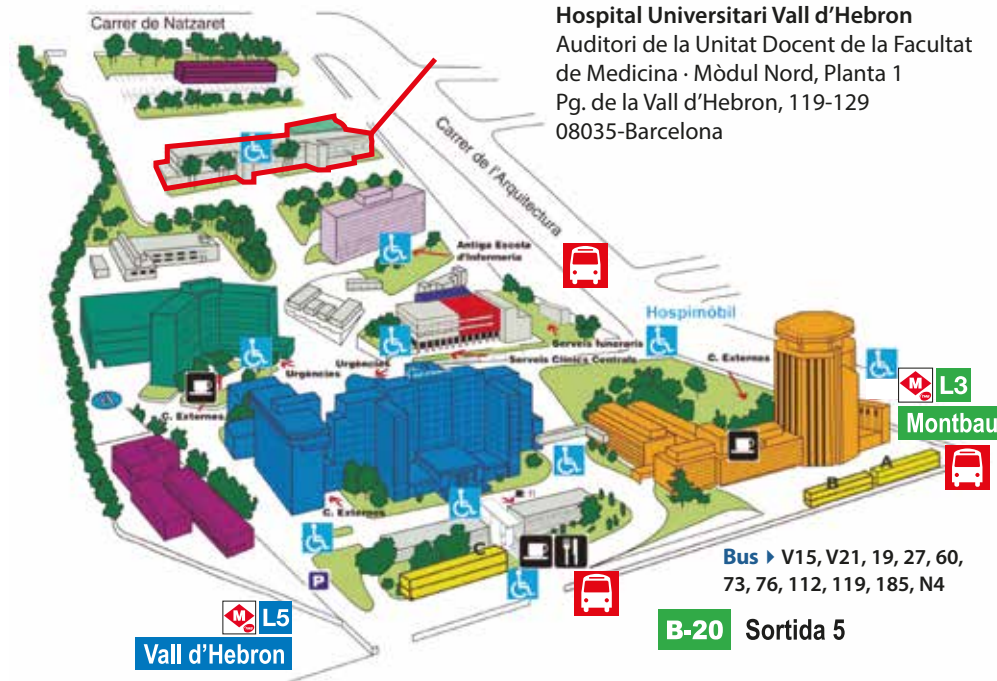 Carrer de Natzaret
Hospital Universitari Vall d'Hebron
Auditori de la Unitat Docent de la Facultat
de Medicina · Mòdul Nord, Planta 1
Pg. de la Vall d'Hebron, 119-129
08035-Barcelona
Carrer de l'Arquitectura
Antiga Escola
d'Infermeria
Hospimòbil
Serveis funeraris
Serveis Clínics Centrals
Urgències
Urgències
C. Externes
C. Externes
C. Externes
M
L3
Montbau
A
B
C
P
Bus ▸ V15, V21, 19, 27, 60,
73, 76, 112, 119, 185, N4
B-20 Sortida 5
M
L5
Vall d'Hebron